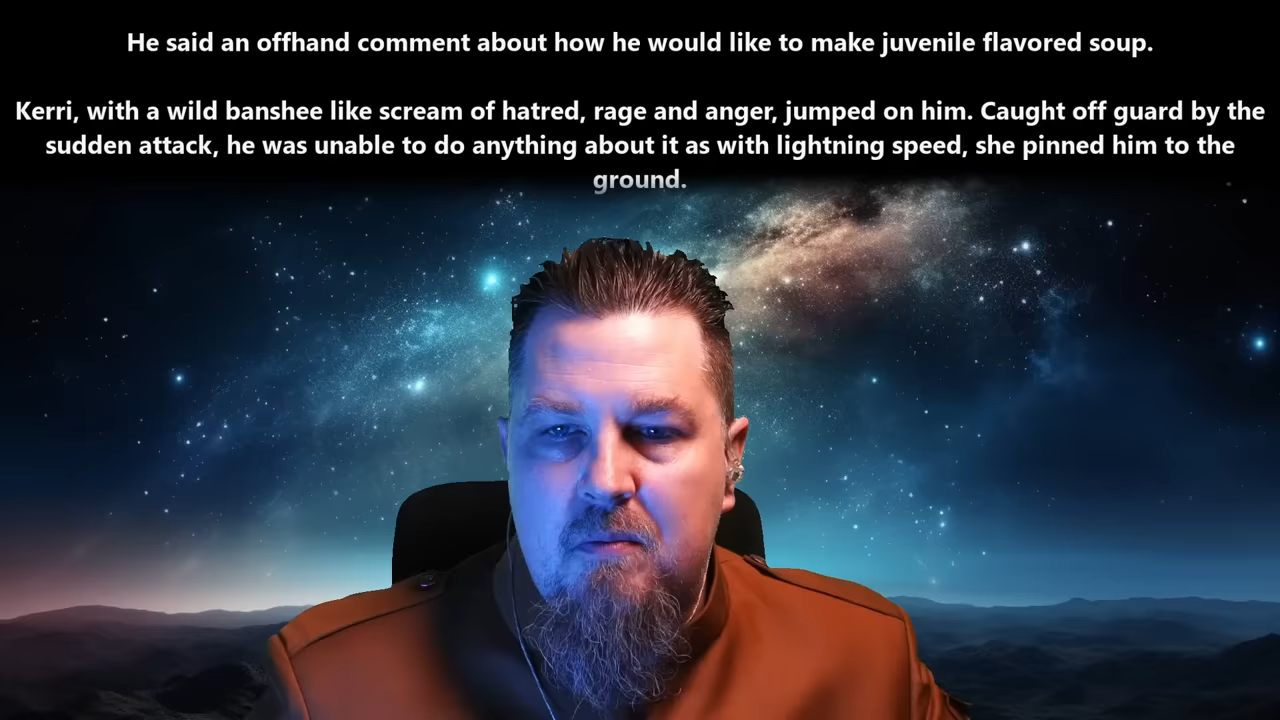 He said an offhand comment about how he would like to make juvenile flavored soup.
Kerri, with a wild banshee like scream of hatred, rage and anger, jumped on him. Caught off guard by the
sudden attack, he was unable to do anything about it as with lightning speed, she pinned him to the
ground.